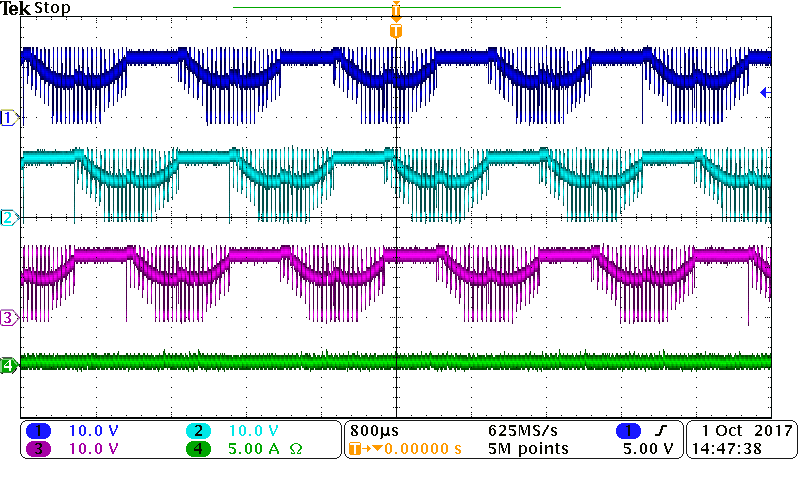 Tek Stop
T
T
1
2
3
4
1 10.0 V 2 10.0 V 800µs 625MS/s 1 5.00 V 1 Oct 2017
3 10.0 V 4 5.00 A Ω T→▼0.00000 s 5M points 14:47:38